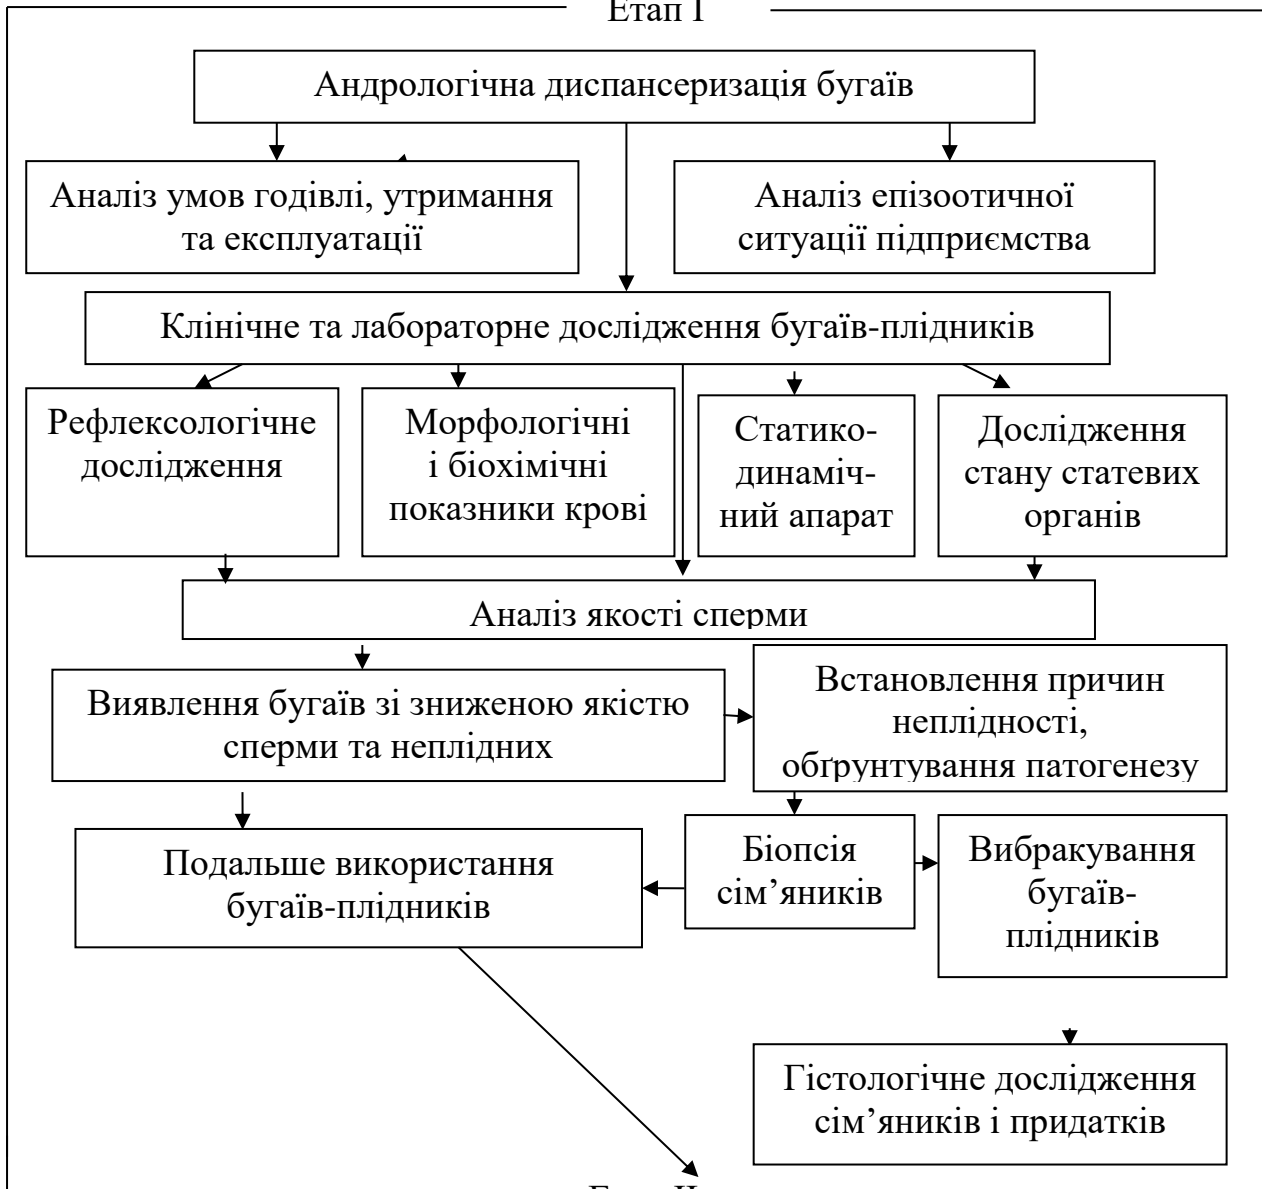 Етап І
Андрологічна диспансеризація бугаїв
Аналіз умов годівлі, утримання
та експлуатації
Аналіз епізоотичної
ситуації підприємства
Клінічне та лабораторне дослідження бугаїв-плідників
Рефлексологічне
дослідження
Морфологічні
і біохімічні
показники крові
Статико-
динаміч-
ний апарат
Дослідження
стану статевих
органів
Аналіз якості сперми
Виявлення бугаїв зі зниженою якістю
сперми та неплідних
Встановлення причин
неплідності,
обґрунтування патогенезу
Подальше використання
бугаїв-плідників
Біопсія
сім’яників
Вибракування
бугаїв-
плідників
Гістологічне дослідження
сім’яників і придатків
Етап ІІ